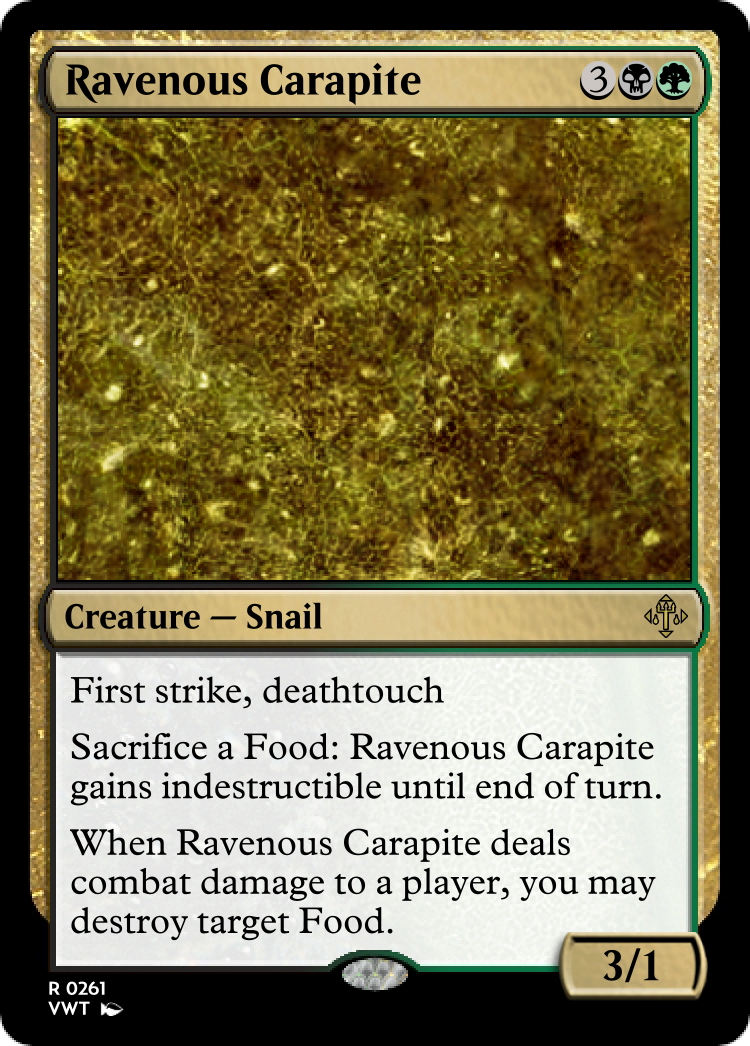 Ravenous Carapite
3
Creature — Snail
First strike, deathtouch
Sacrifice a Food: Ravenous Carapite
gains indestructible until end of turn.
When Ravenous Carapite deals
combat damage to a player, you may
destroy target Food.
3/1
R 0261
VWT